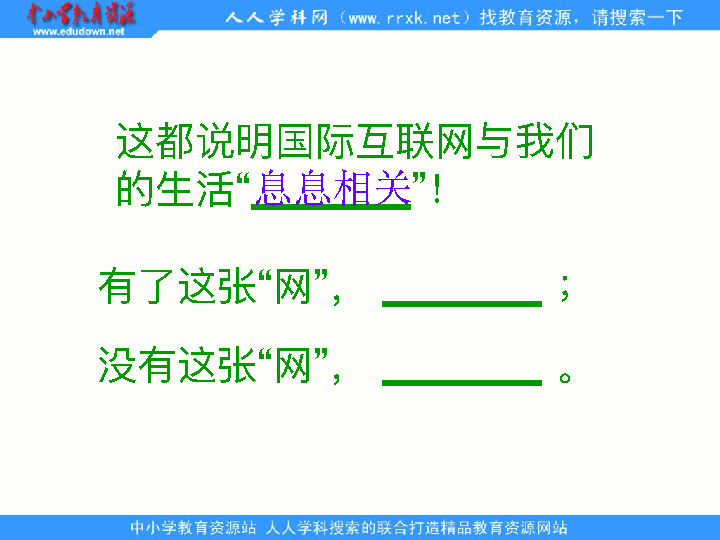 中小学教育资源
www.edudown.net
人人学科网（www.rrxk.net）找教育资源，请搜索一下
这都说明国际互联网与我们
的生活“息息相关”！
有了这张“网”， ；
没有这张“网”， 。
中小学教育资源站 人人学科搜索的联合打造精品教育资源网站